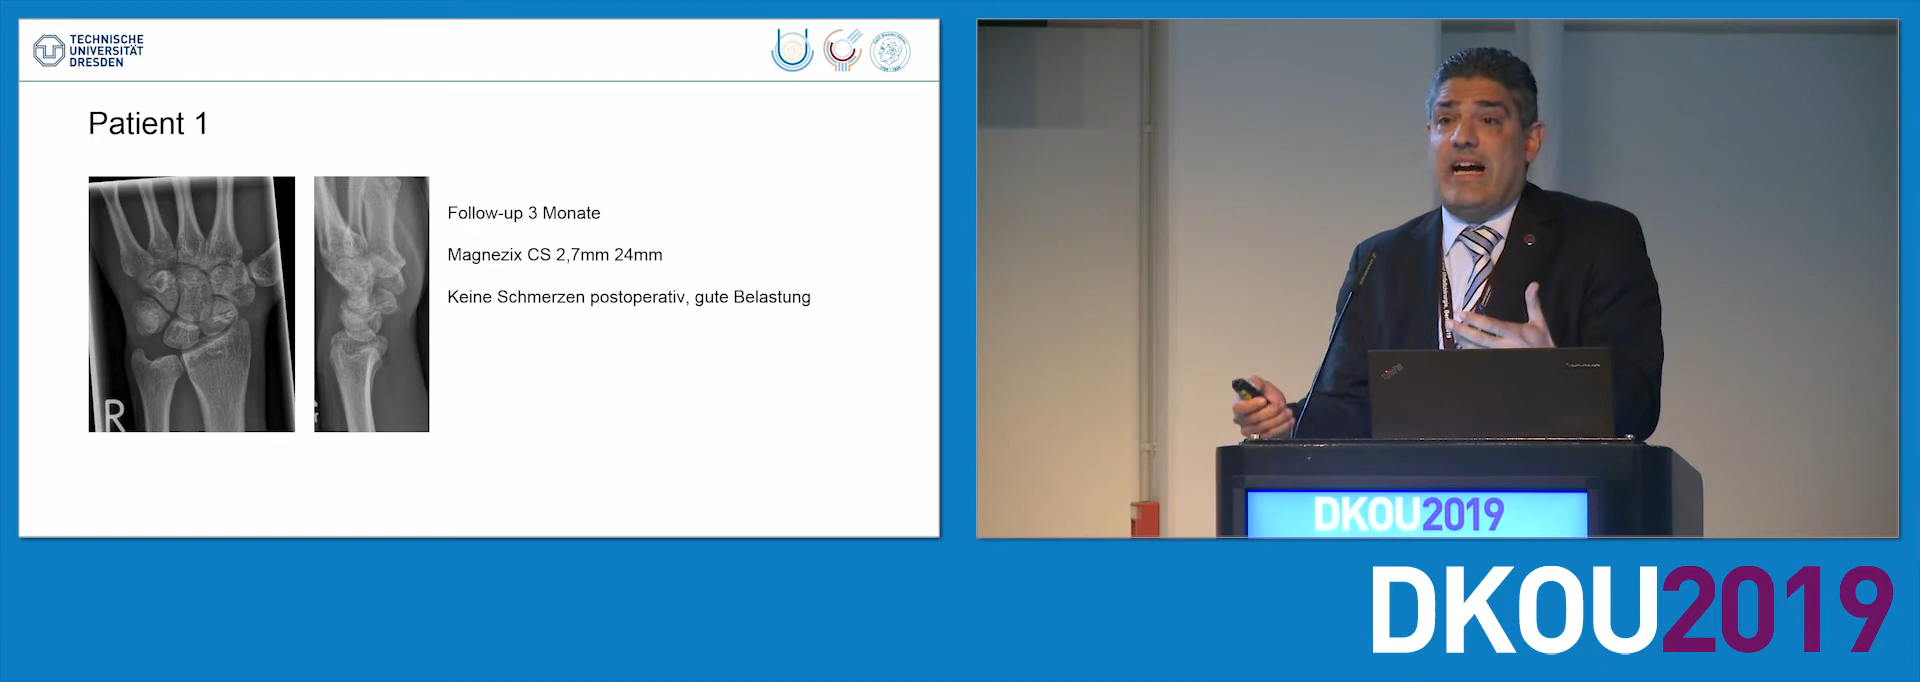 TECHNISCHE
UNIVERSITÄT
DRESDEN
Patient 1
Follow-up 3 Monate
Magnezix CS 2,7mm 24mm
Keine Schmerzen postoperativ, gute Belastung
R
DKOU2019
DKOU2019